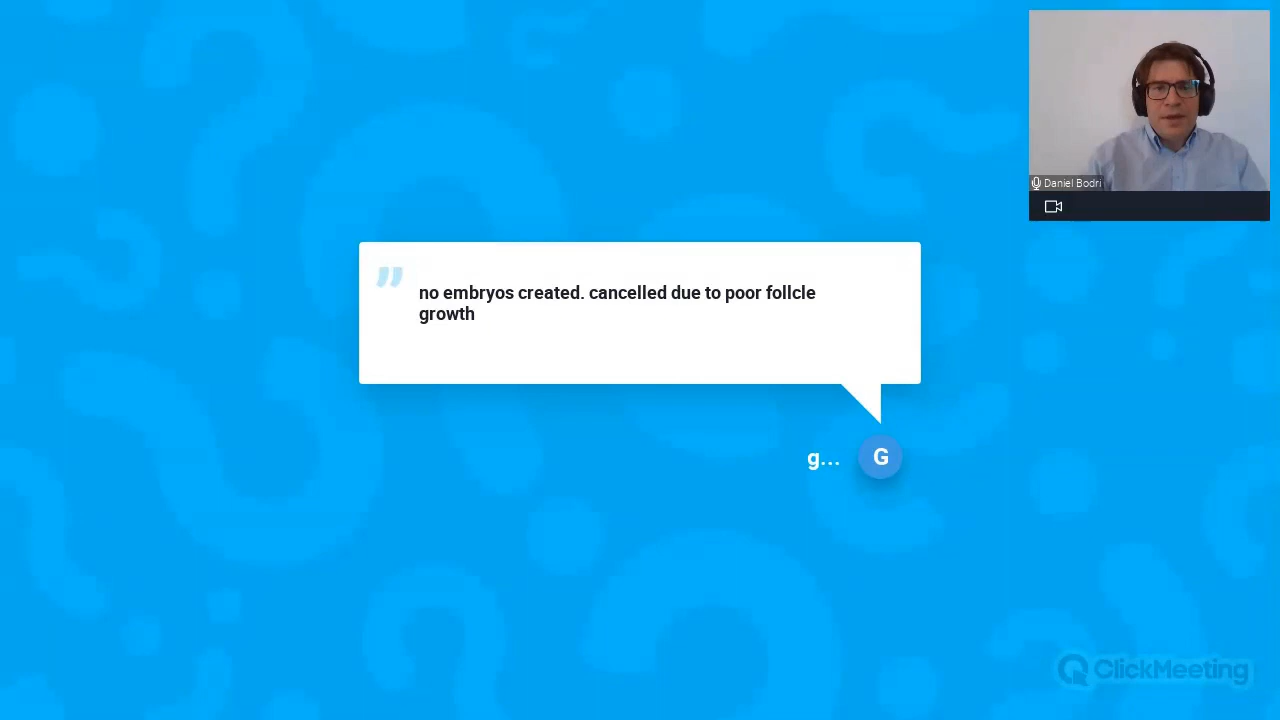 Daniel Bodri
no embryos created. cancelled due to poor follcle
growth
g...
G
ClickMeeting